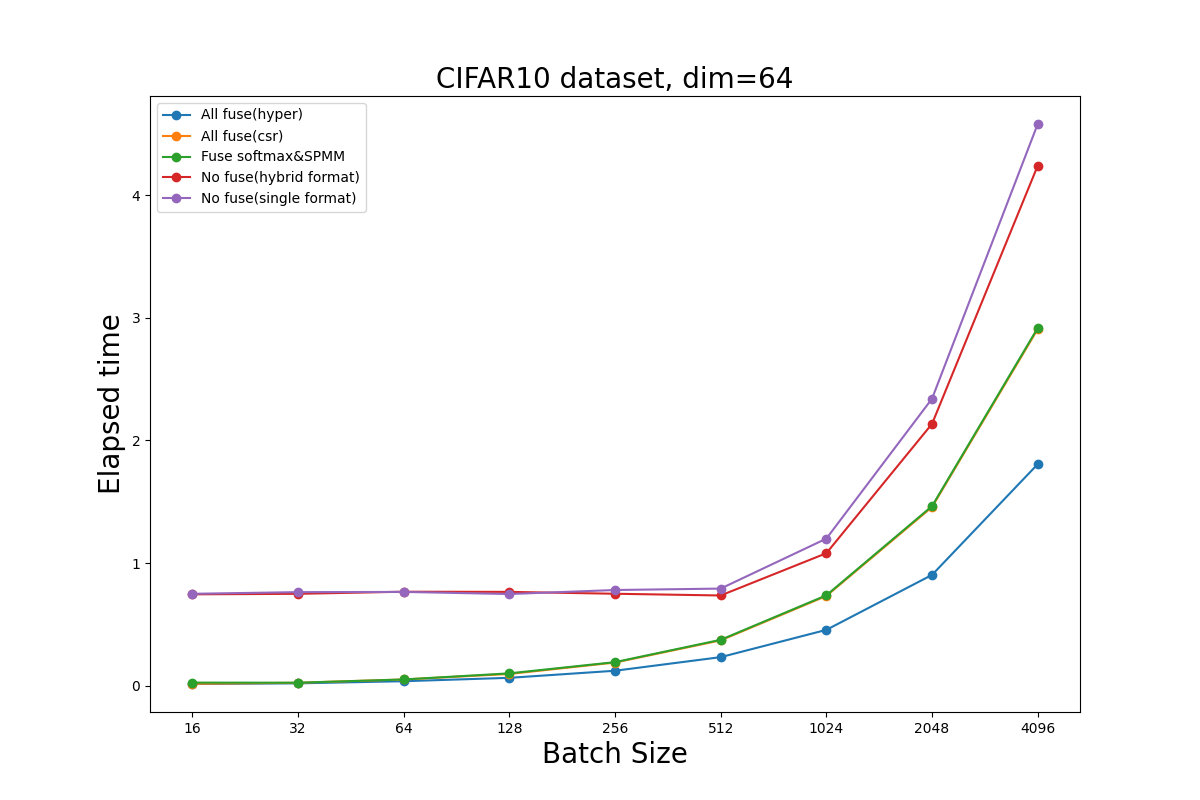 CIFAR10 dataset, dim=64
All fuse(hyper)
All fuse(csr)
Fuse softmax&SPMM
No fuse(hybrid format)
No fuse(single format)
Elapsed time
4
3
2
1
0
16 32 64 128 256 512 1024 2048 4096
Batch Size